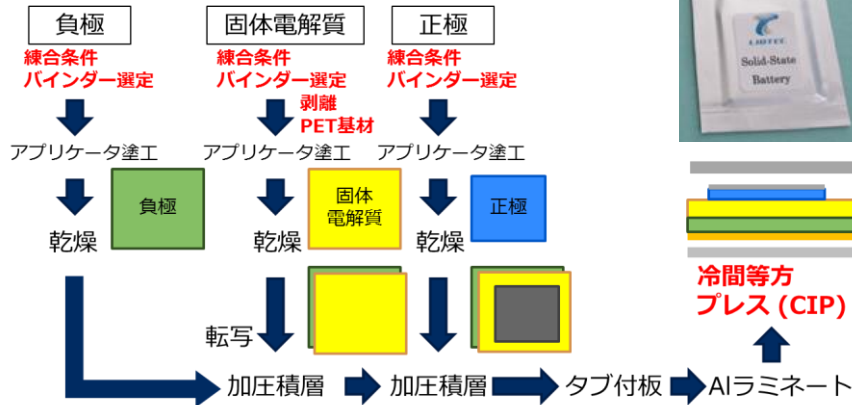 負極
固体電解質
正極
練合条件
バインダー選定
練合条件
バインダー選定
練合条件
バインダー選定
剥離
PET基材
アプリケータ塗工
アプリケータ塗工
アプリケータ塗工
負極
固体
電解質
正極
乾燥
乾燥
乾燥
転写
加圧積層
加圧積層
タブ付板
Alラミネート
冷間等方
プレス (CIP)
LIBTEC
Solid-State
Battery